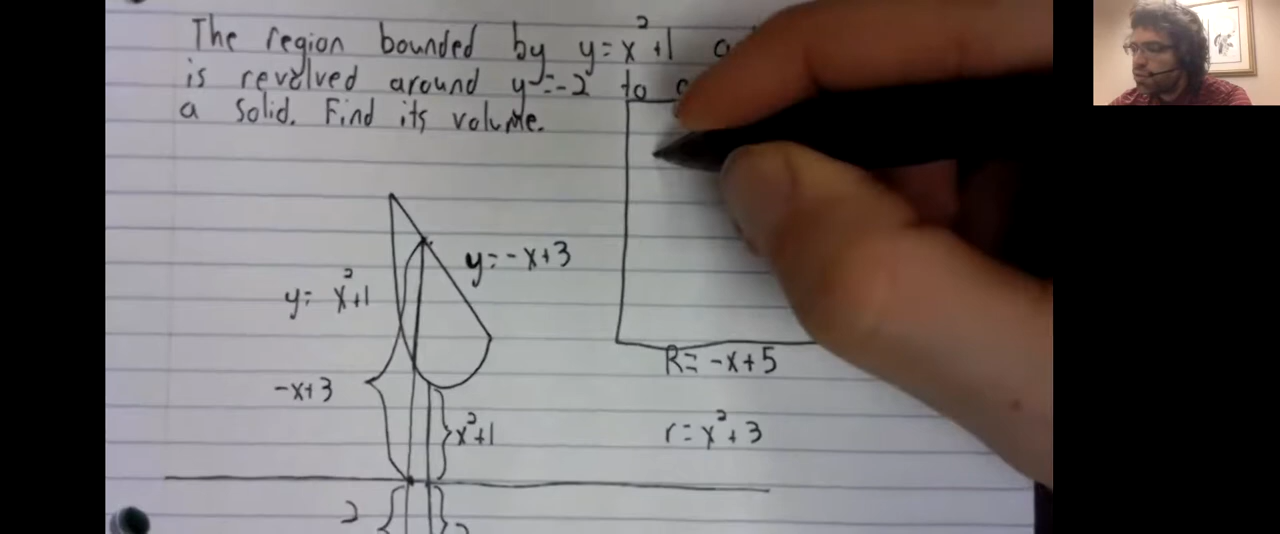 The region bounded by y=x²+1
is revolved around y=-2 to
a solid. Find its volume.
y=-x+3
y= x²+1
-x+3
R= -x+5
x²+1
r=x²+3
2